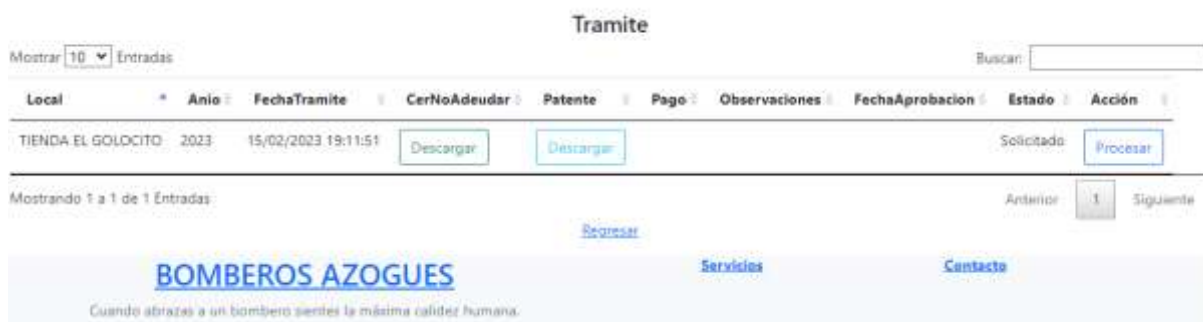 Tramite
Mostrar 10 Entradas Buscar:
Local Anio FechaTramite CerNoAdeudar Patente Pago Observaciones FechaAprobacion Estado Acción
TIENDA EL GOLOCITO 2023 15/02/2023 19:11:51 Descargar Descargar Solicitado Procesar
Mostrando 1 a 1 de 1 Entradas Anterior 1 Siguiente
Regresar
BOMBEROS AZOGUES Servicios Contacto
Cuando abrazas a un bombero sientes la máxima calidez humana.